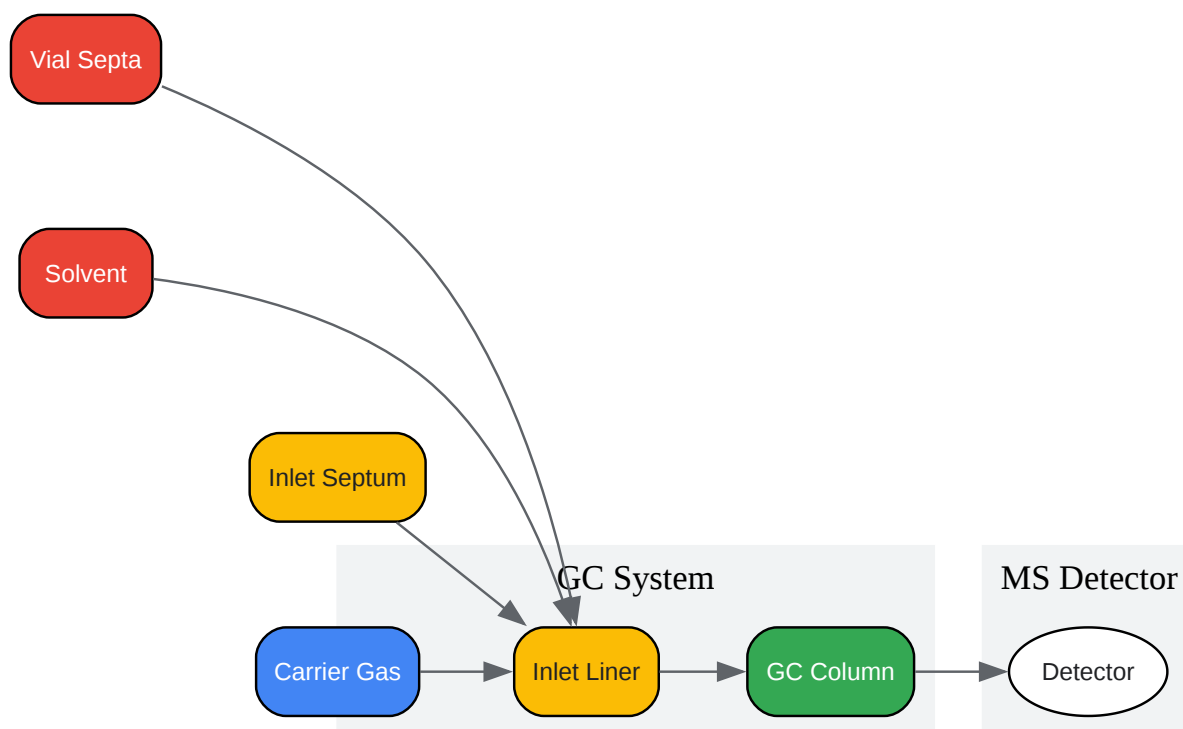 Vial Septa
Solvent
Inlet Septum
GC System
MS Detector
Carrier Gas
Inlet Liner
GC Column
Detector